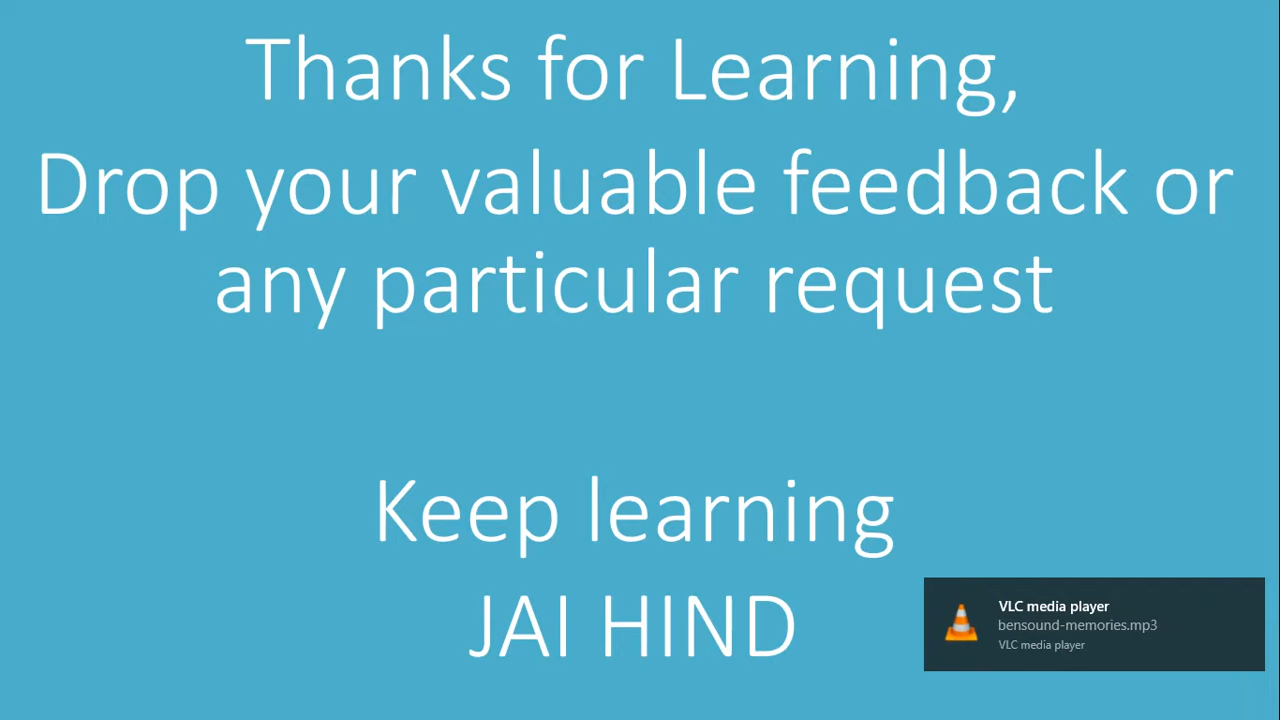 Thanks for Learning,
Drop your valuable feedback or
any particular request
Keep learning
JAI HIND
VLC media player
bensound-memories.mp3
VLC media player